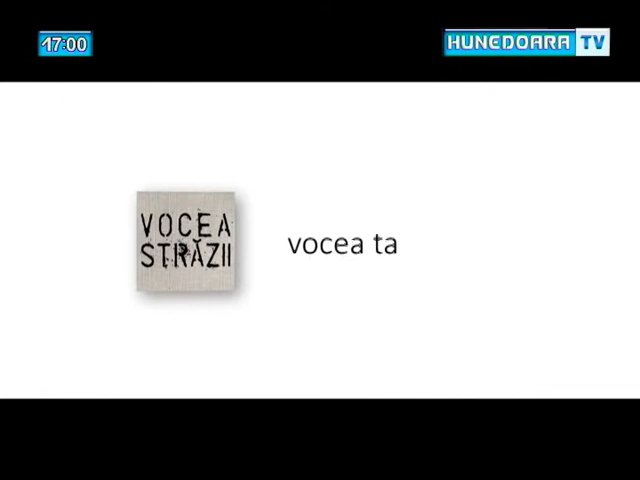 17:00
HUNEDOARA TV
VOCEA
STRĂZII
vocea ta